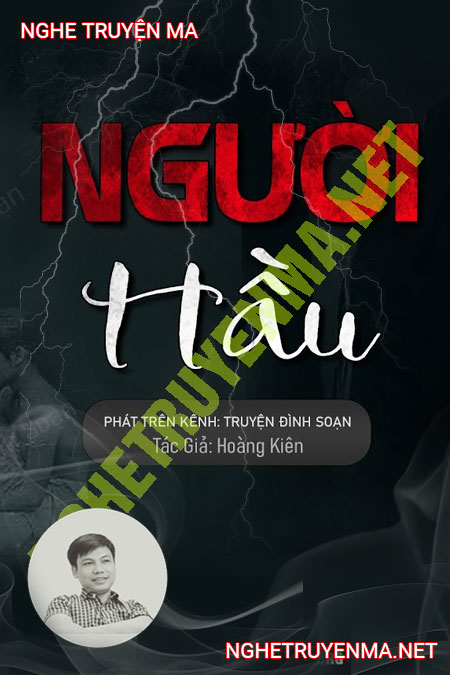 NGHE TRUYỆN MA
NGƯỜI
Hầu
NGHETRUYENMA.NET
PHÁT TRÊN KÊNH: TRUYỆN ĐÌNH SOẠN
Tác Giả: Hoàng Kiên
NGHETRUYENMA.NET